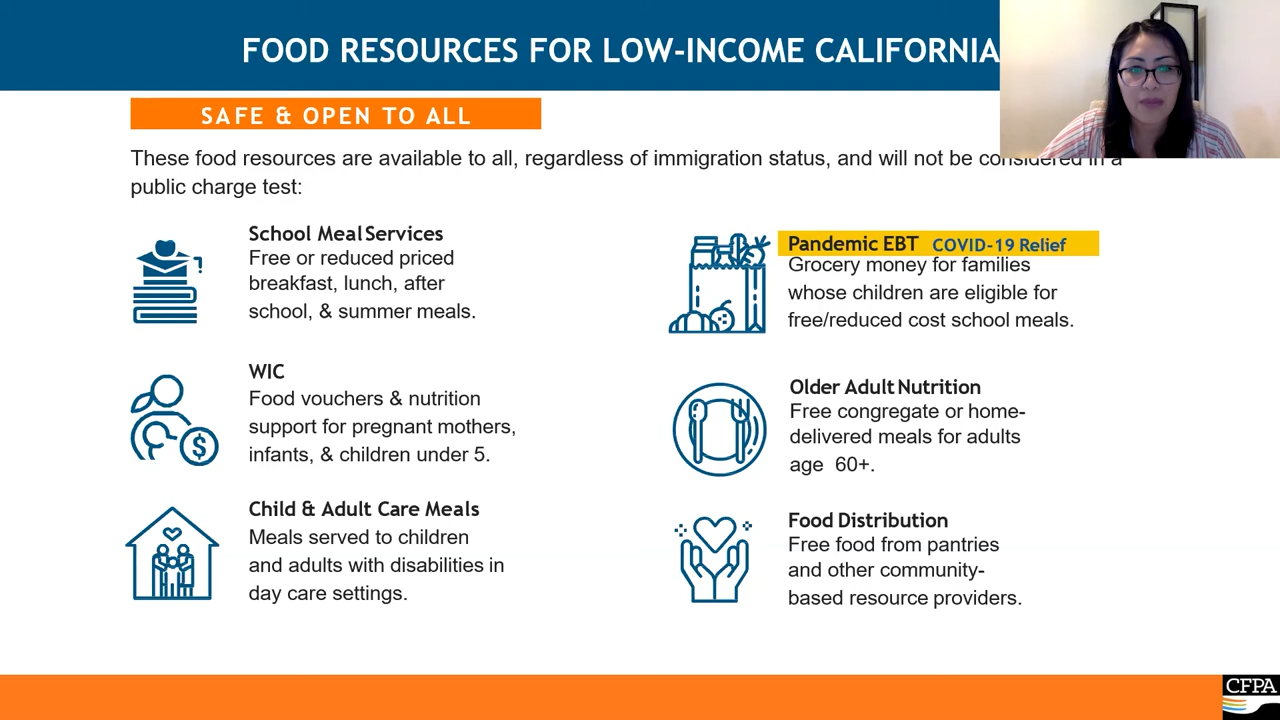 FOOD RESOURCES FOR LOW-INCOME CALIFORNIA
SAFE & OPEN TO ALL
These food resources are available to all, regardless of immigration status, and will not be considered in a
public charge test:
School Meal Services
Free or reduced priced
breakfast, lunch, after
school, & summer meals.
WIC
Food vouchers & nutrition
support for pregnant mothers,
infants, & children under 5.
Child & Adult Care Meals
Meals served to children
and adults with disabilities in
day care settings.
Pandemic EBT COVID-19 Relief
Grocery money for families
whose children are eligible for
free/reduced cost school meals.
Older Adult Nutrition
Free congregate or home-
delivered meals for adults
age 60+.
Food Distribution
Free food from pantries
and other community-
based resource providers.
$
CFPA